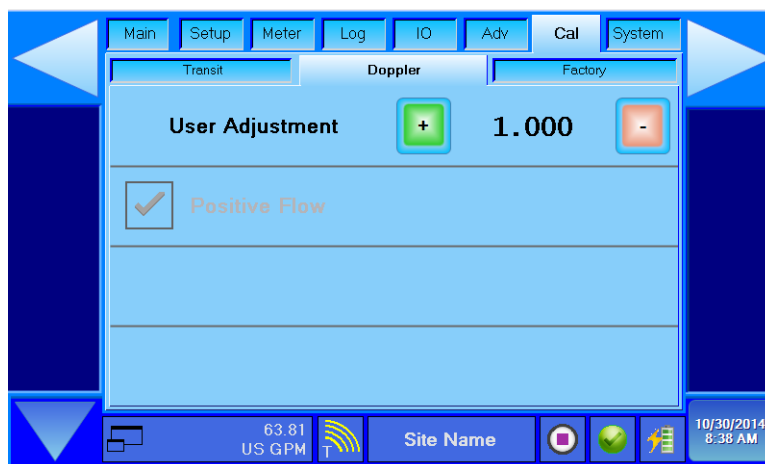 Main Setup Meter Log IO Adv Cal System
Transit Doppler Factory
User Adjustment + 1.000 -
Positive Flow
63.81
US GPM T Site Name
10/30/2014
8:38 AM